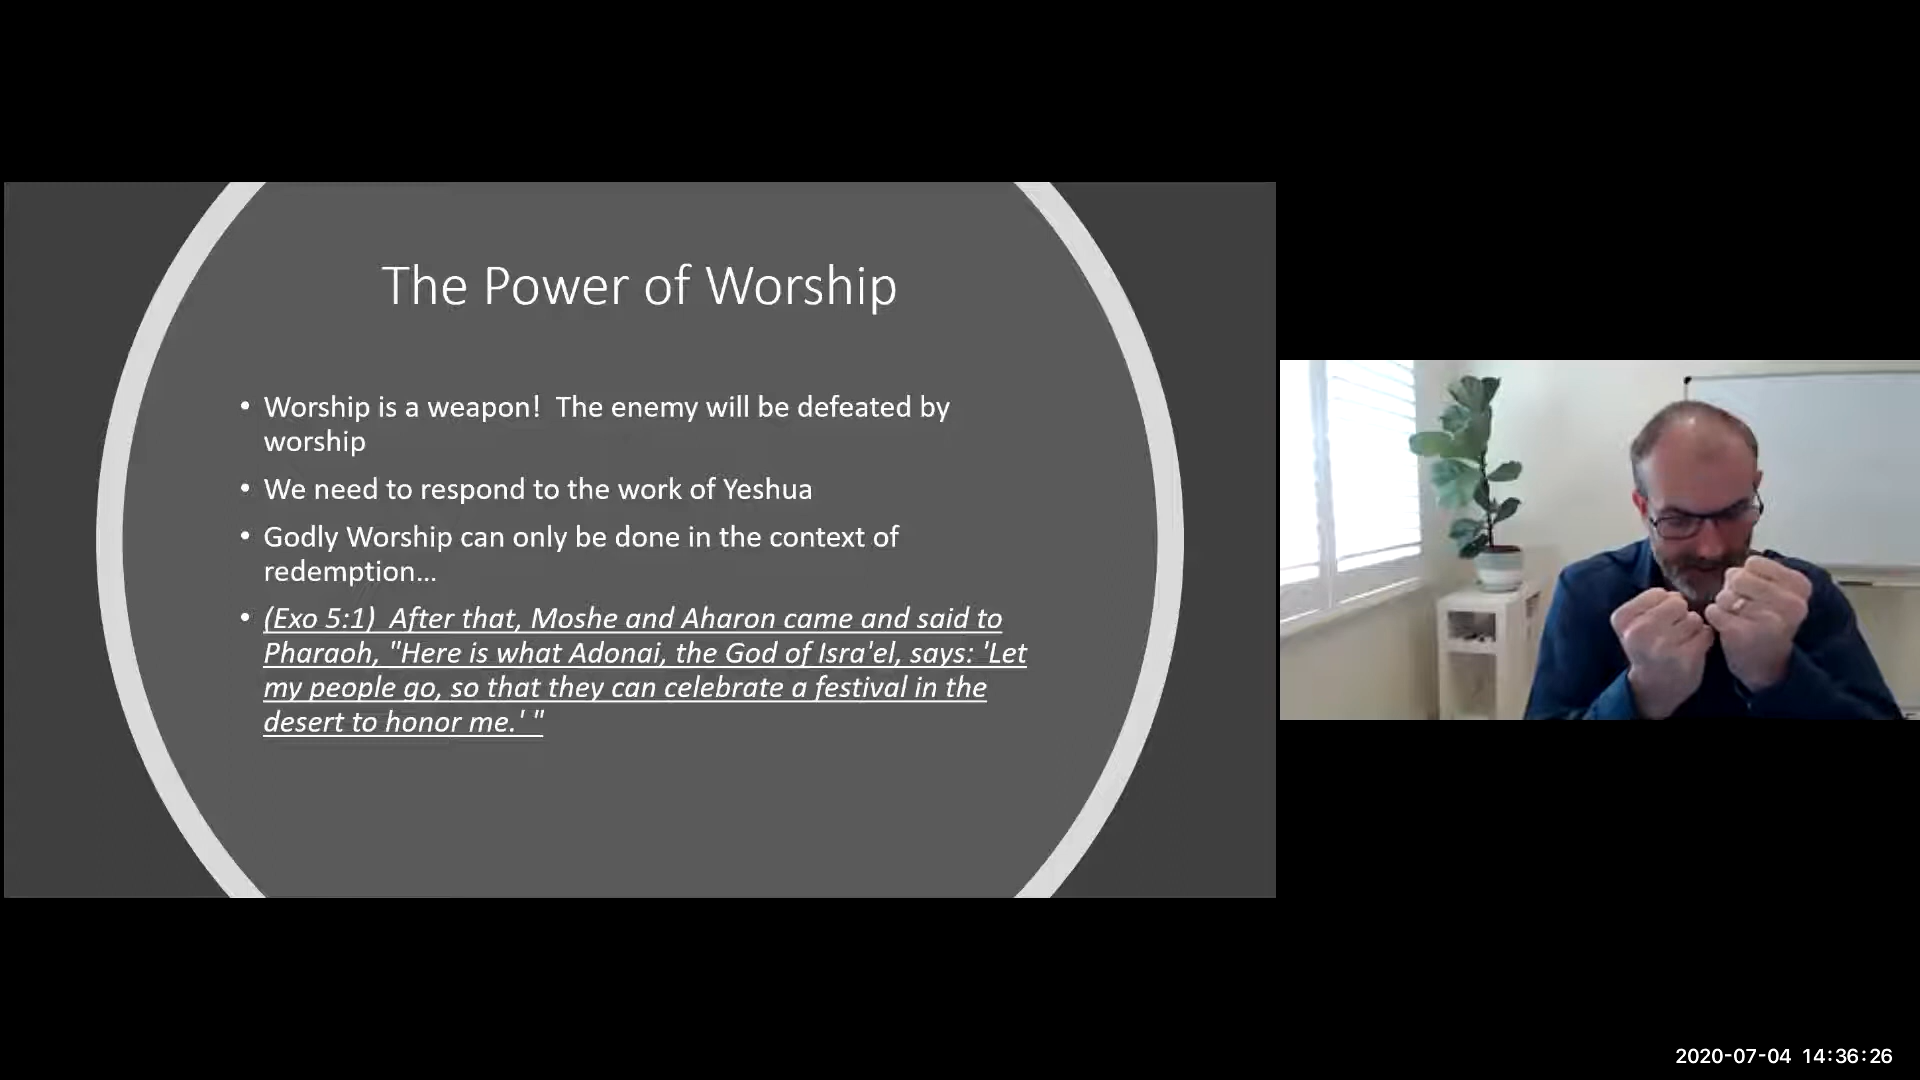 The Power of Worship
• Worship is a weapon!  The enemy will be defeated by
worship
• We need to respond to the work of Yeshua
• Godly Worship can only be done in the context of
redemption...
• (Exo 5:1)  After that, Moshe and Aharon came and said to
Pharaoh, "Here is what Adonai, the God of Isra'el, says: 'Let
my people go, so that they can celebrate a festival in the
desert to honor me.' "
2020-07-04 14:36:26